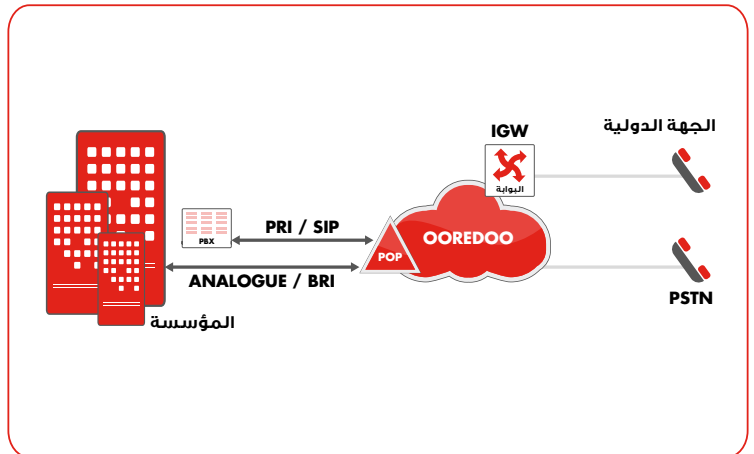 IGW
الجهة الدولية
البوابة
PBX
PRI / SIP
OOREDOO
POP
ANALOGUE / BRI
PSTN
المؤسسة